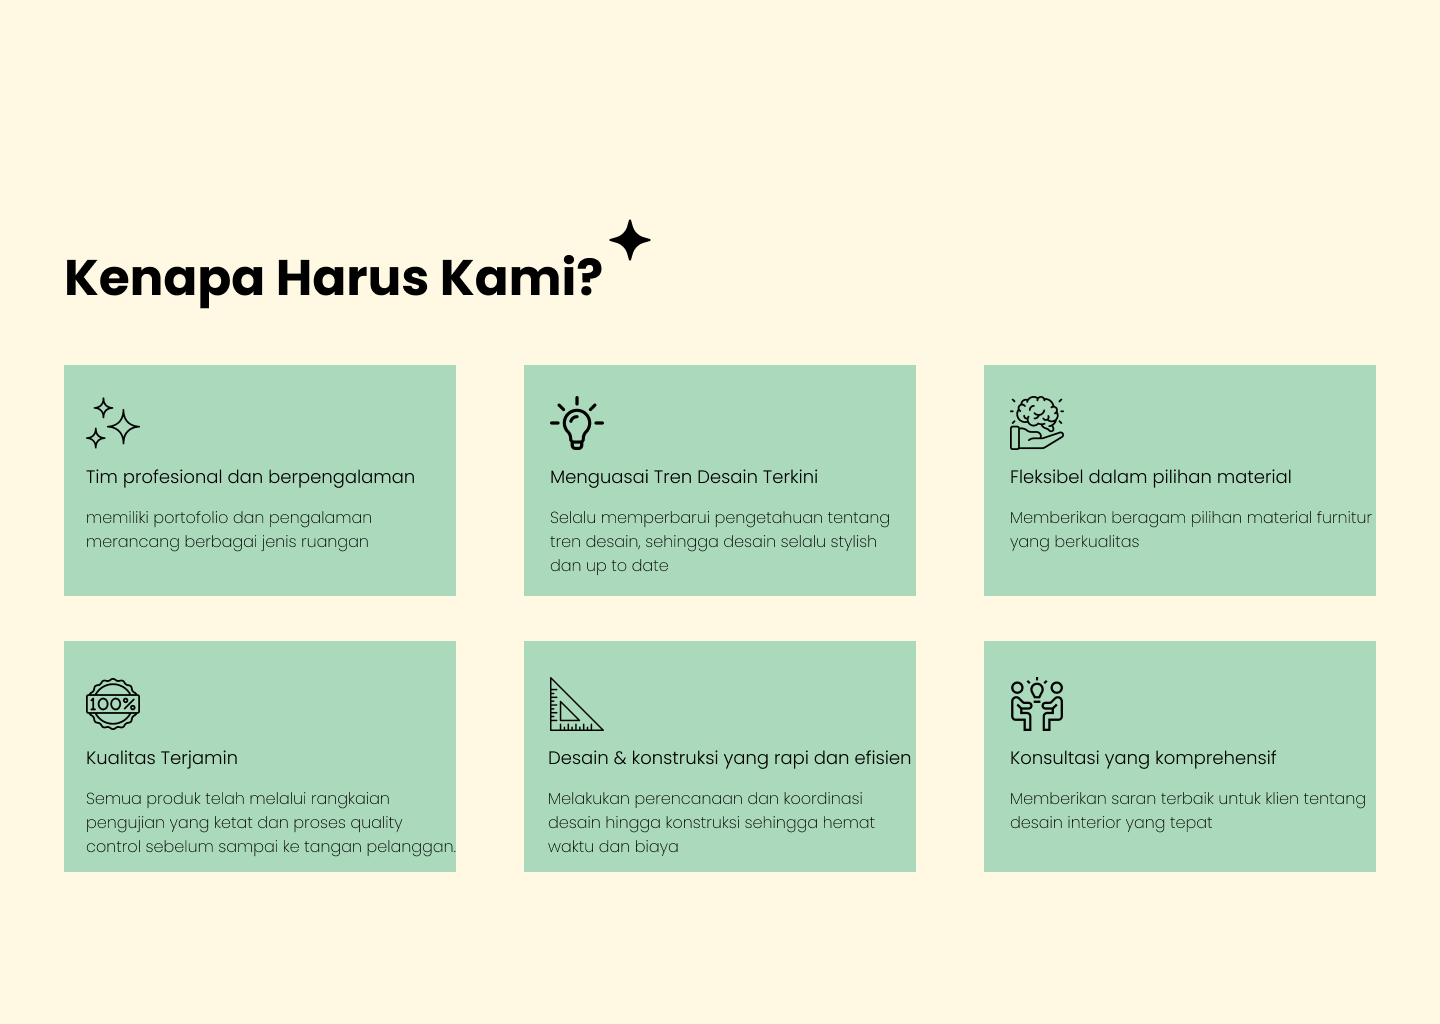 Kenapa Harus Kami?
Tim profesional dan berpengalaman
memiliki portofolio dan pengalaman
merancang berbagai jenis ruangan
Menguasai Tren Desain Terkini
Selalu memperbarui pengetahuan tentang
tren desain, sehingga desain selalu stylish
dan up to date
Fleksibel dalam pilihan material
Memberikan beragam pilihan material furnitur
yang berkualitas
100%
Kualitas Terjamin
Semua produk telah melalui rangkaian
pengujian yang ketat dan proses quality
control sebelum sampai ke tangan pelanggan.
Desain & konstruksi yang rapi dan efisien
Melakukan perencanaan dan koordinasi
desain hingga konstruksi sehingga hemat
waktu dan biaya
Konsultasi yang komprehensif
Memberikan saran terbaik untuk klien tentang
desain interior yang tepat